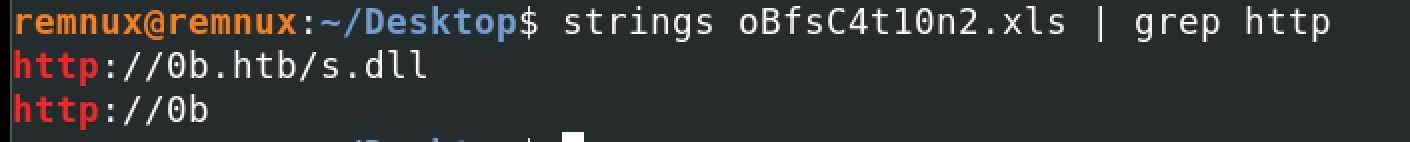 remnux@remnux:~/Desktop$ strings oBfsC4t10n2.xls | grep http
http://0b.htb/s.dll
http://0b